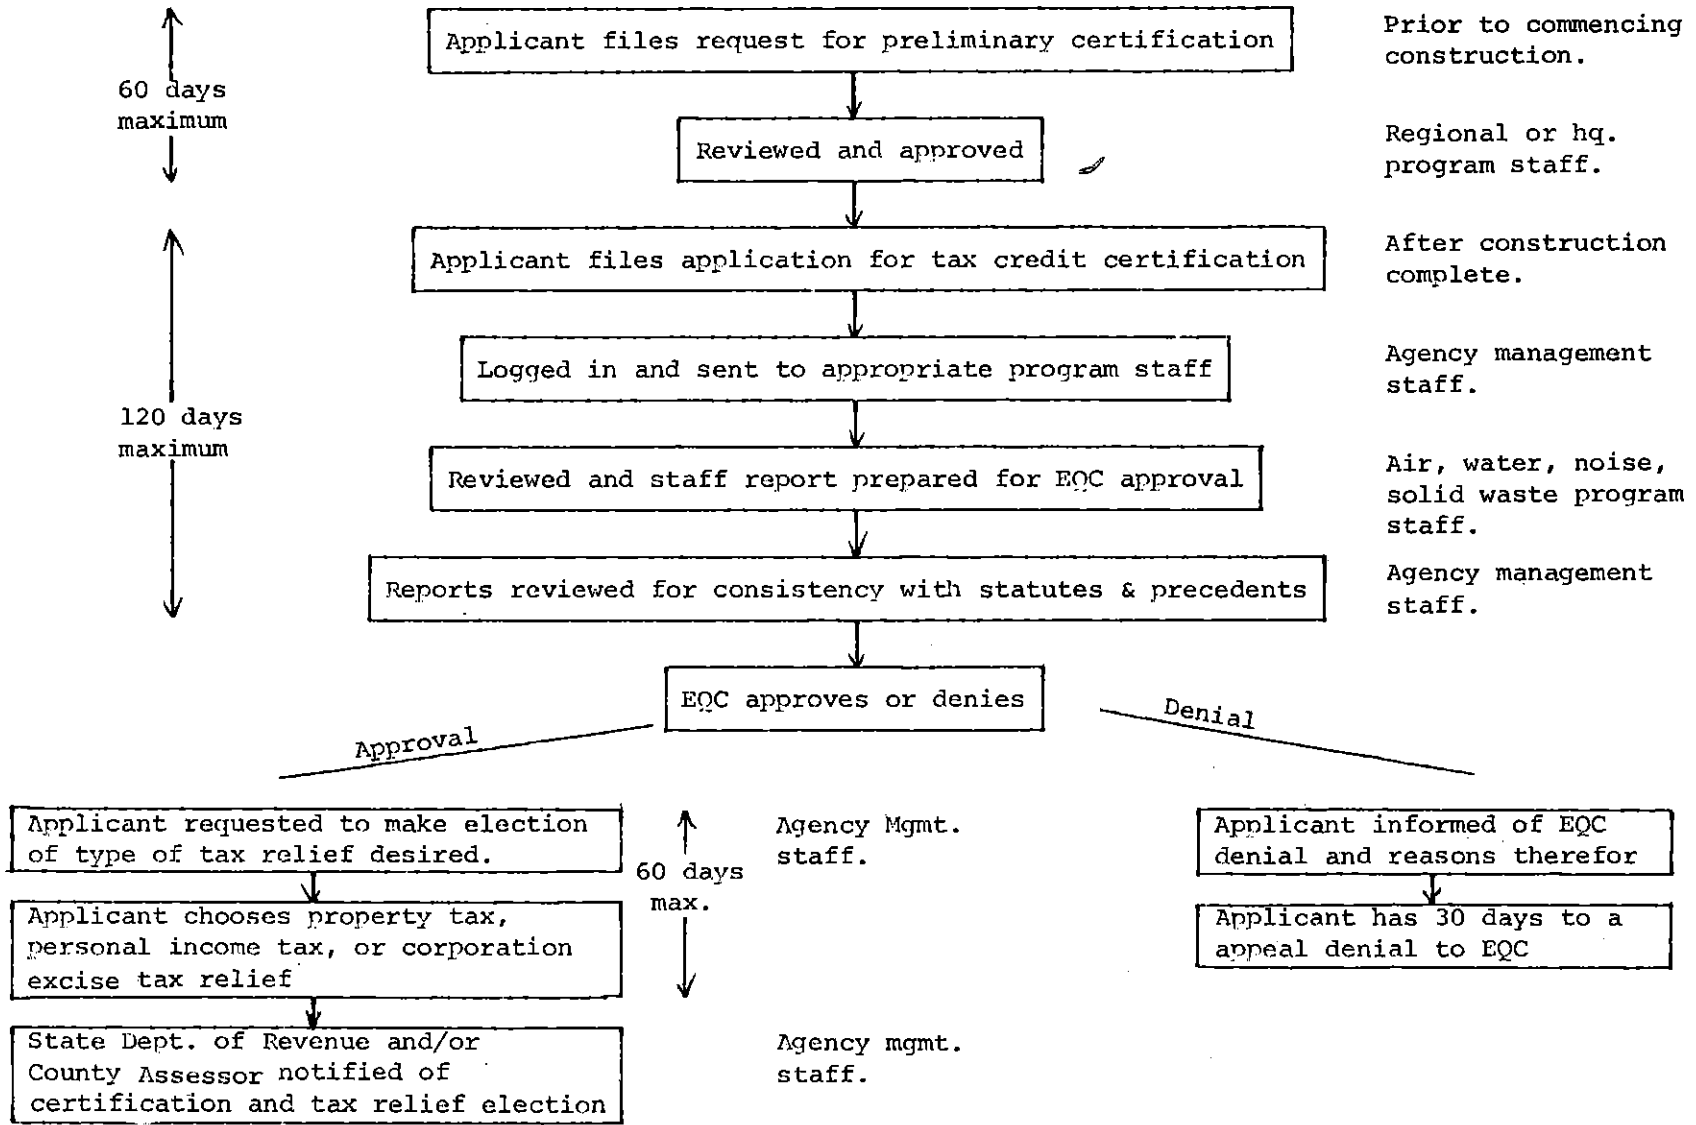 Applicant files request for preliminary certification
Prior to commencing
construction.
60 days
maximum
Reviewed and approved
Regional or hq.
program staff.
Applicant files application for tax credit certification
After construction
complete.
Logged in and sent to appropriate program staff
Agency management
staff.
120 days
maximum
Reviewed and staff report prepared for EQC approval
Air, water, noise,
solid waste program
staff.
Reports reviewed for consistency with statutes & precedents
Agency management
staff.
EQC approves or denies
Approval
Denial
Applicant requested to make election
of type of tax relief desired.
60 days
max.
Agency Mgmt.
staff.
Applicant informed of EQC
denial and reasons therefor
Applicant chooses property tax,
personal income tax, or corporation
excise tax relief
Applicant has 30 days to a
appeal denial to EQC
State Dept. of Revenue and/or
County Assessor notified of
certification and tax relief election
Agency mgmt.
staff.